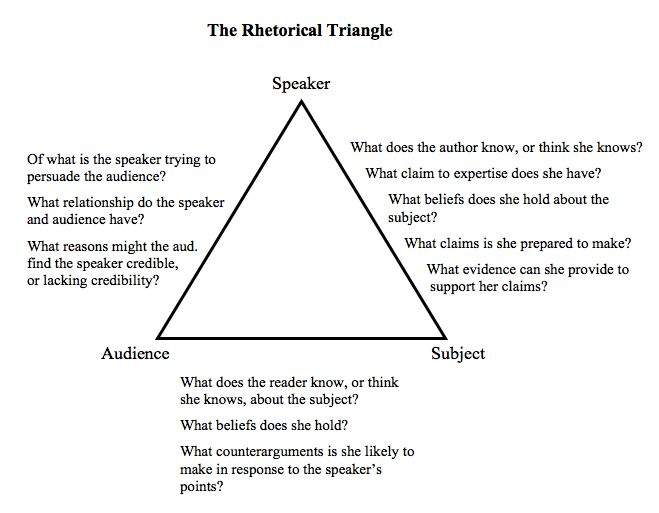 The Rhetorical Triangle
Speaker
Of what is the speaker trying to
persuade the audience?
What relationship do the speaker
and audience have?
What reasons might the aud.
find the speaker credible,
or lacking credibility?
What does the author know, or think she knows?
What claim to expertise does she have?
What beliefs does she hold about the
subject?
What claims is she prepared to make?
What evidence can she provide to
support her claims?
Audience
Subject
What does the reader know, or think
she knows, about the subject?
What beliefs does she hold?
What counterarguments is she likely to
make in response to the speaker's
points?